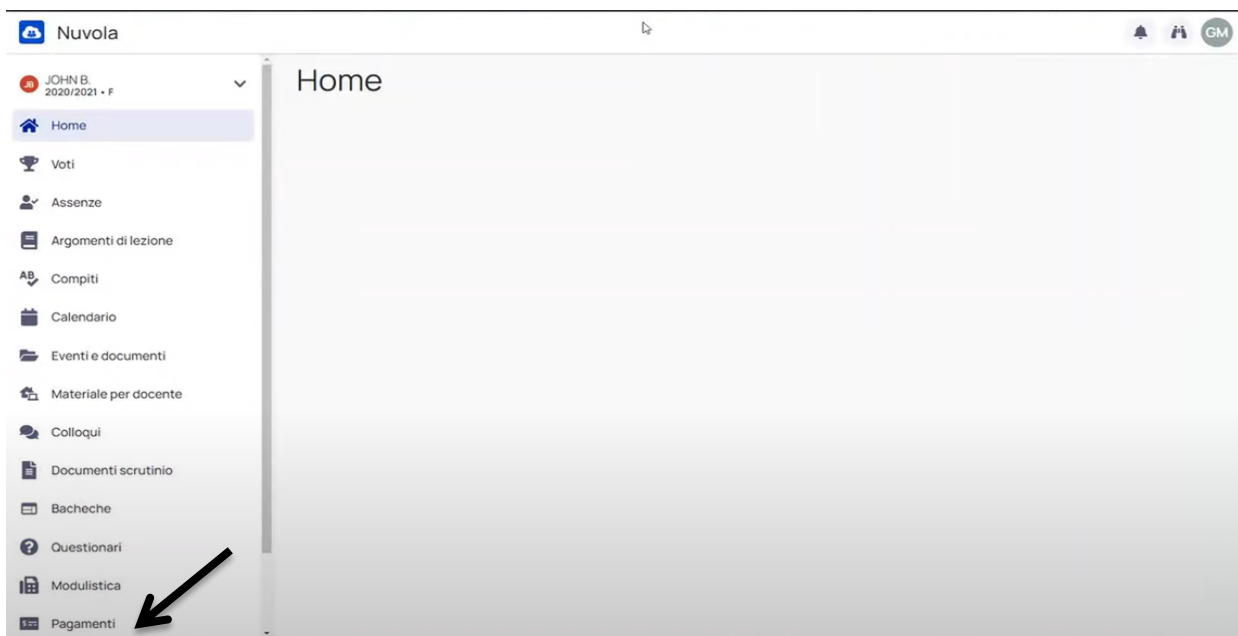 Nuvola
GM
JB
JOHN B.
2020/2021 • F
Home
Home
Voti
Assenze
Argomenti di lezione
AB
Compiti
Calendario
Eventi e documenti
Materiale per docente
Colloqui
Documenti scrutinio
Bacheche
Questionari
Modulistica
Pagamenti